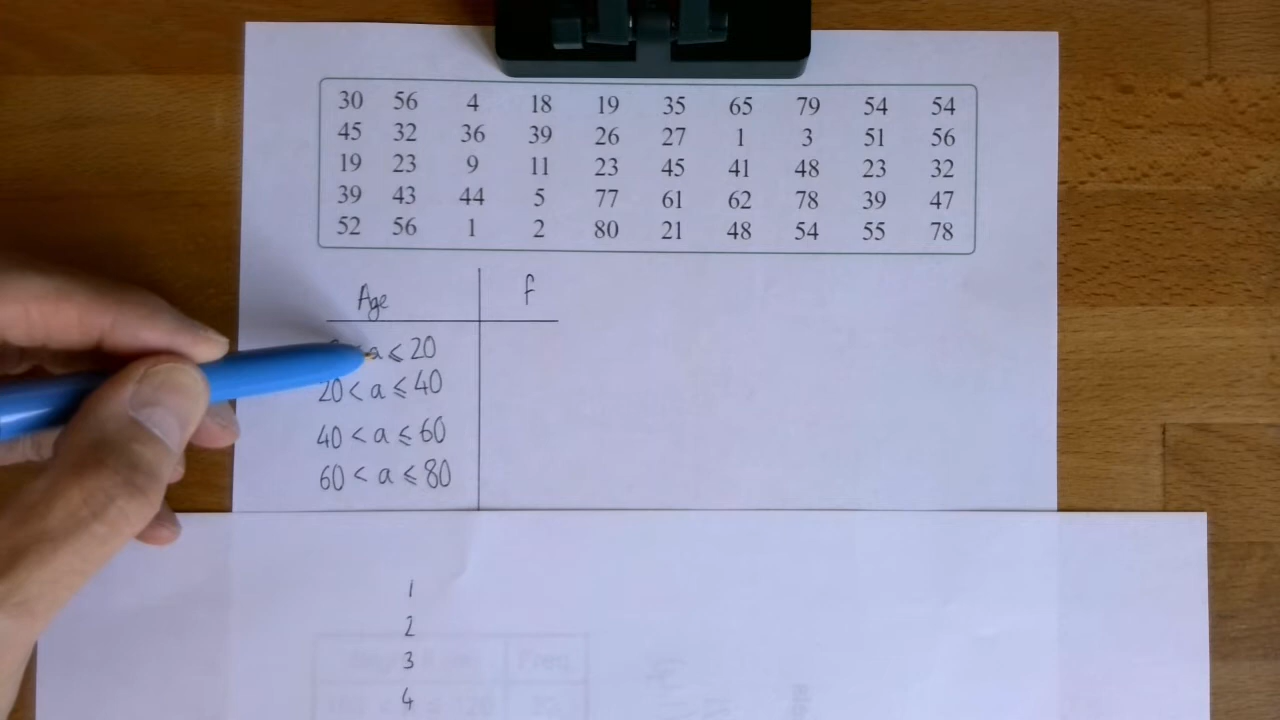 30 56 4 18 19 35 65 79 54 54
45 32 36 39 26 27 1 3 51 56
19 23 9 11 23 45 41 48 23 32
39 43 44 5 77 61 62 78 39 47
52 56 1 2 80 21 48 54 55 78
Age f
a ≤ 20
20 < a ≤ 40
40 < a ≤ 60
60 < a ≤ 80
1
2
3
4